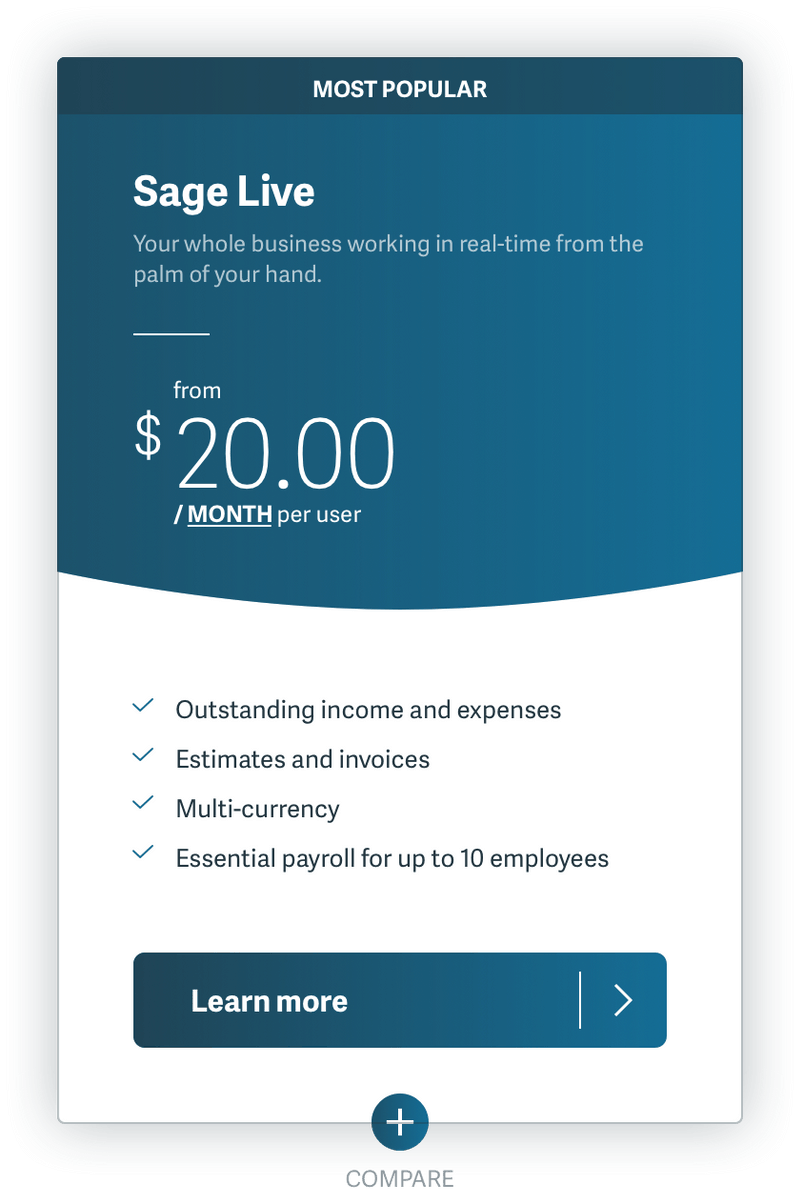 MOST POPULAR
Sage Live
Your whole business working in real-time from the
palm of your hand.
from
$ 20.00
/ MONTH per user
Outstanding income and expenses
Estimates and invoices
Multi-currency
Essential payroll for up to 10 employees
Learn more
COMPARE